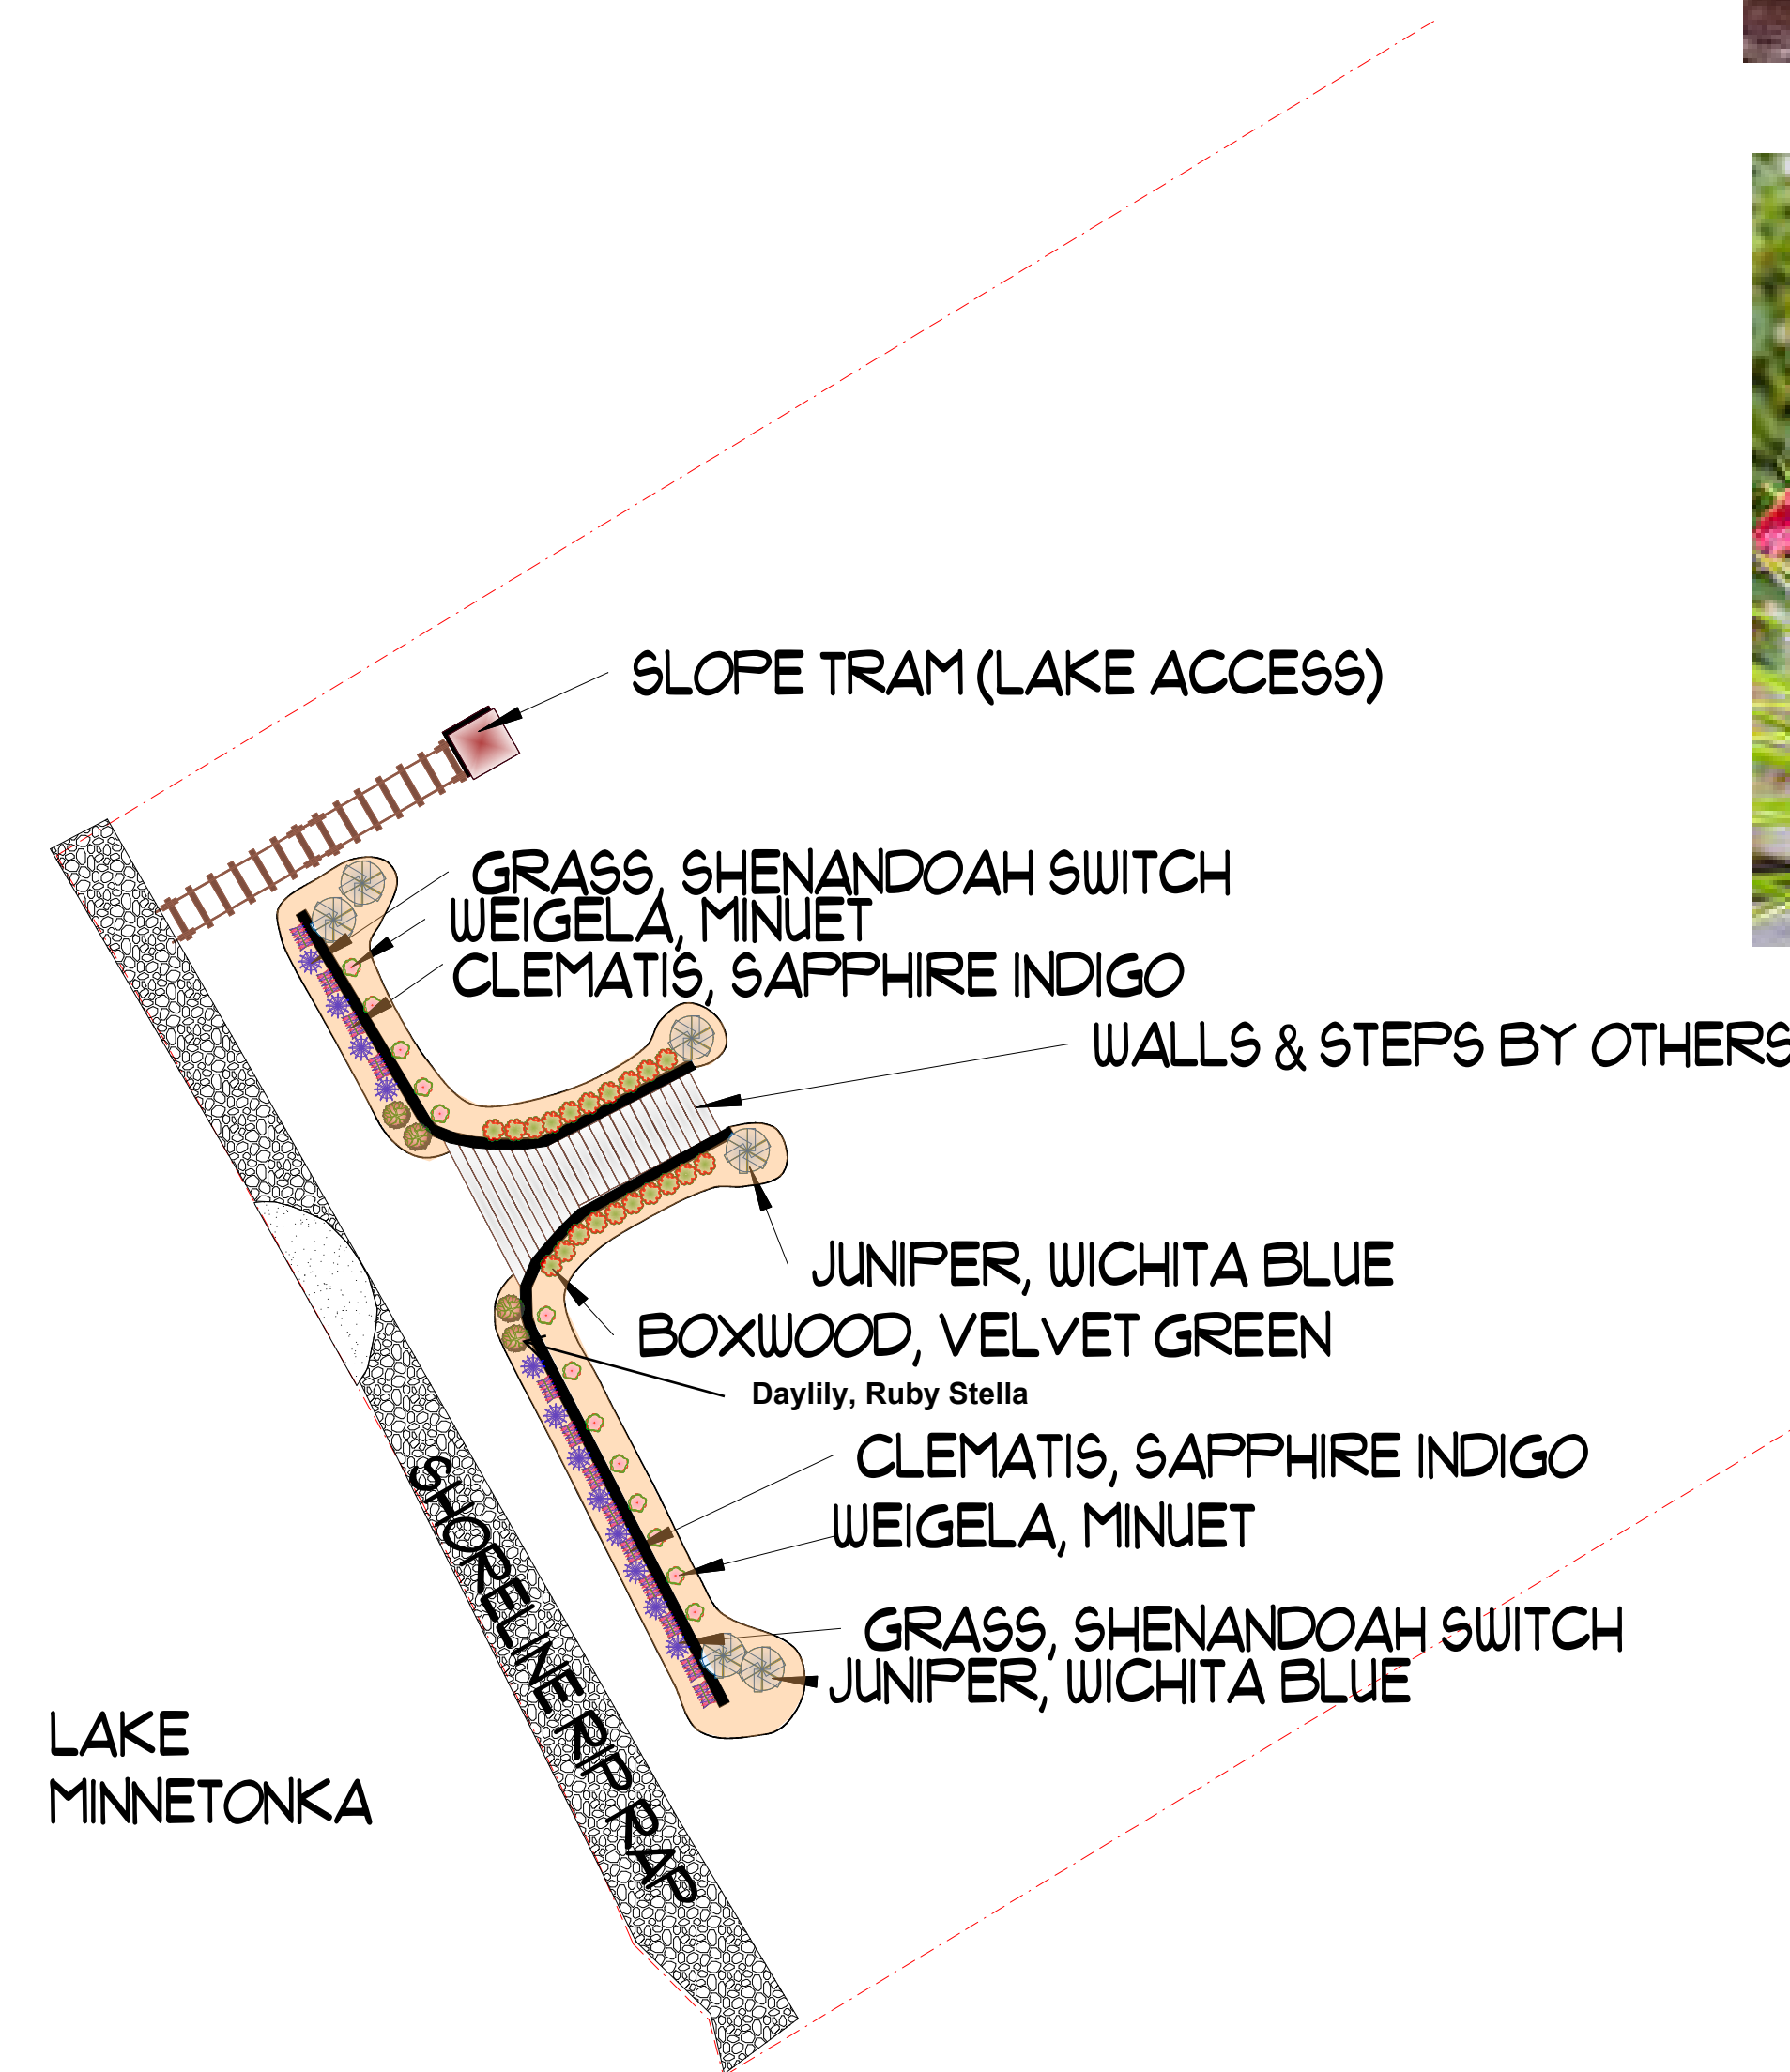 SLOPE TRAM (LAKE ACCESS)
GRASS, SHENANDOAH SWITCH
WEIGELA, MINUET
CLEMATIS, SAPPHIRE INDIGO
WALLS & STEPS BY OTHERS
JUNIPER, WICHITA BLUE
BOXWOOD, VELVET GREEN
Daylily, Ruby Stella
CLEMATIS, SAPPHIRE INDIGO
WEIGELA, MINUET
GRASS, SHENANDOAH SWITCH
JUNIPER, WICHITA BLUE
SHORELINE RIP RAP
LAKE
MINNETONKA